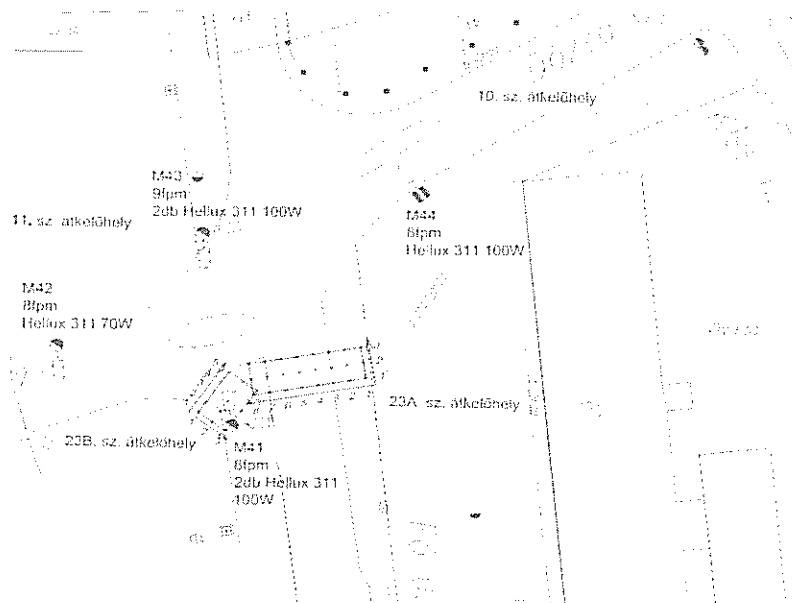 10. sz. átkelőhely
M43
9fpm
2db Hellux 311 100W
11. sz. átkelőhely
M44
8fpm
Hellux 311 100W
M42
8fpm
Hellux 311 70W
23A. sz. átkelőhely
23B. sz. átkelőhely
M41
8fpm
2db Hellux 311
100W